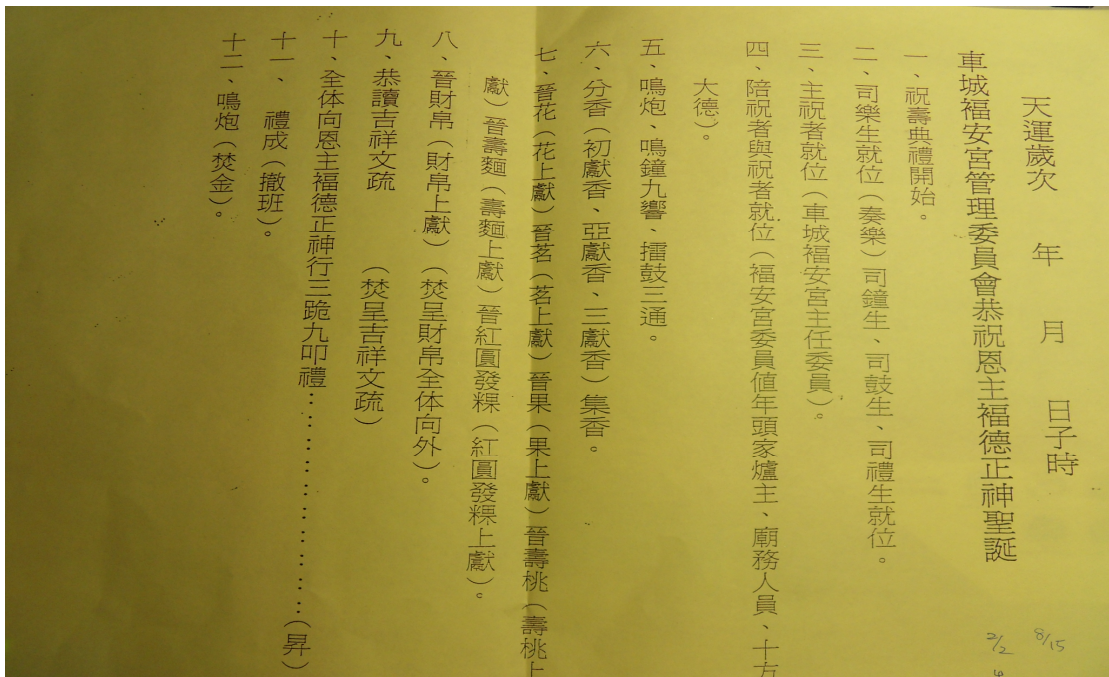 天運歲次　年　月　日子時
車城福安宮管理委員會恭祝恩主福德正神聖誕
一、祝壽典禮開始。
二、司樂生就位（奏樂）司鐘生、司鼓生、司禮生就位。
三、主祝者就位（車城福安宮主任委員）。
四、陪祝者與祝者就位（福安宮委員值年頭家爐主、廟務人員、十方
大德）。
五、鳴炮、鳴鐘九響、擂鼓三通。
六、分香（初獻香、亞獻香、三獻香）集香。
七、晉花（花上獻）晉茗（茗上獻）晉果（果上獻）晉壽桃（壽桃上
獻）晉壽麵（壽麵上獻）晉紅圓發粿（紅圓發粿上獻）。
八、晉財帛（財帛上獻）（焚呈財帛全体向外）。
九、恭讀吉祥文疏　（焚呈吉祥文疏）
十、全体向恩主福德正神行三跪九叩禮………………………（昇）
十一、　禮成（撤班）。
十二、鳴炮（焚金）。
8/15
2/2